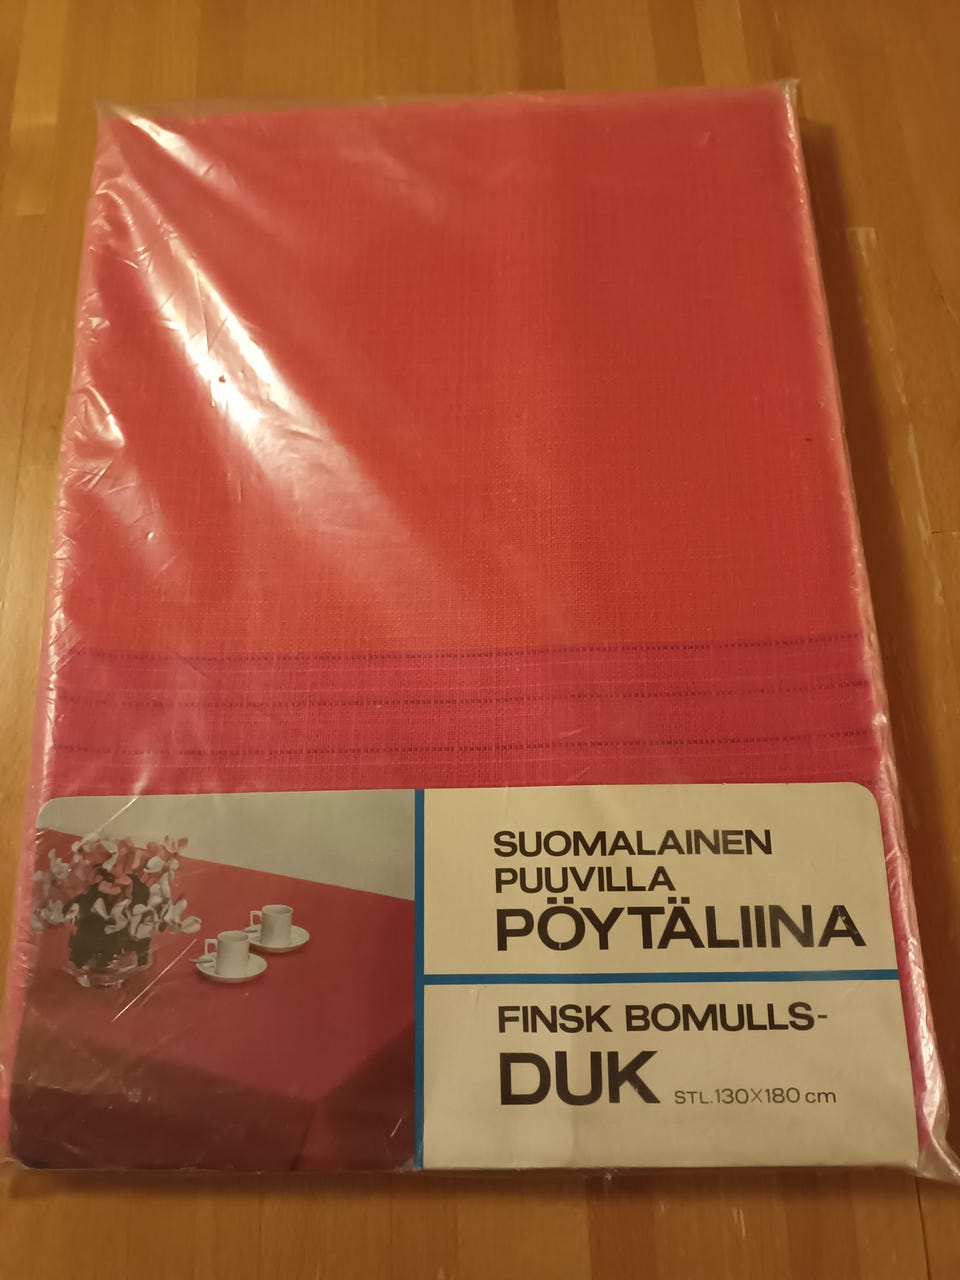 SUOMALAINEN
PUUVILLA
PÖYTÄLIINA
FINSK BOMULLS-
DUK STL.130X180 cm